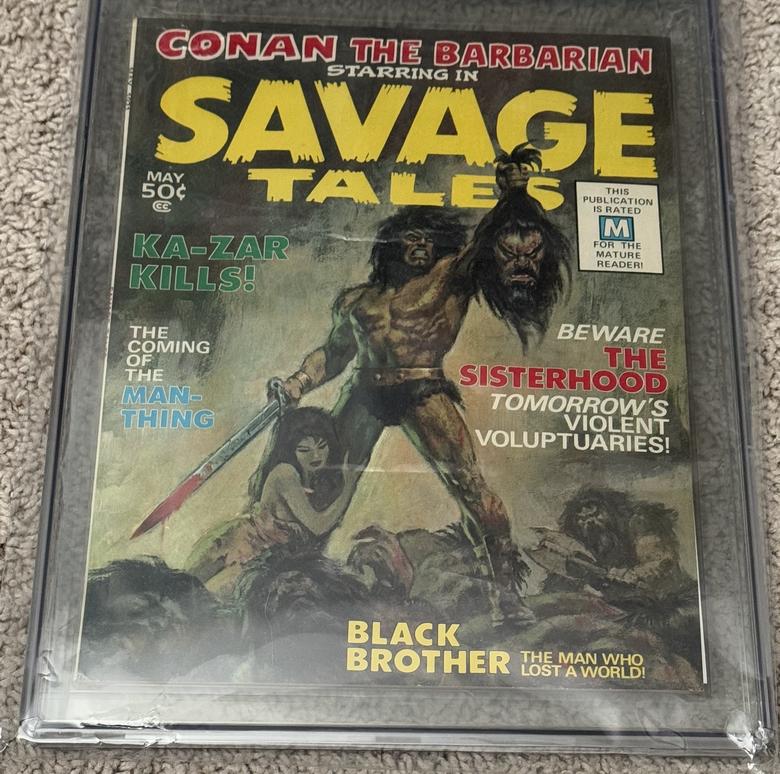 CONAN THE BARBARIAN
STARRING IN
SAVAGE
TALES
MAY
50¢
CC
THIS
PUBLICATION
IS RATED
M
FOR THE
MATURE
READER!
KA-ZAR
KILLS!
THE
COMING
OF
THE
MAN-
THING
BEWARE
THE
SISTERHOOD
TOMORROW'S
VIOLENT
VOLUPTUARIES!
BLACK
BROTHER
THE MAN WHO
LOST A WORLD!